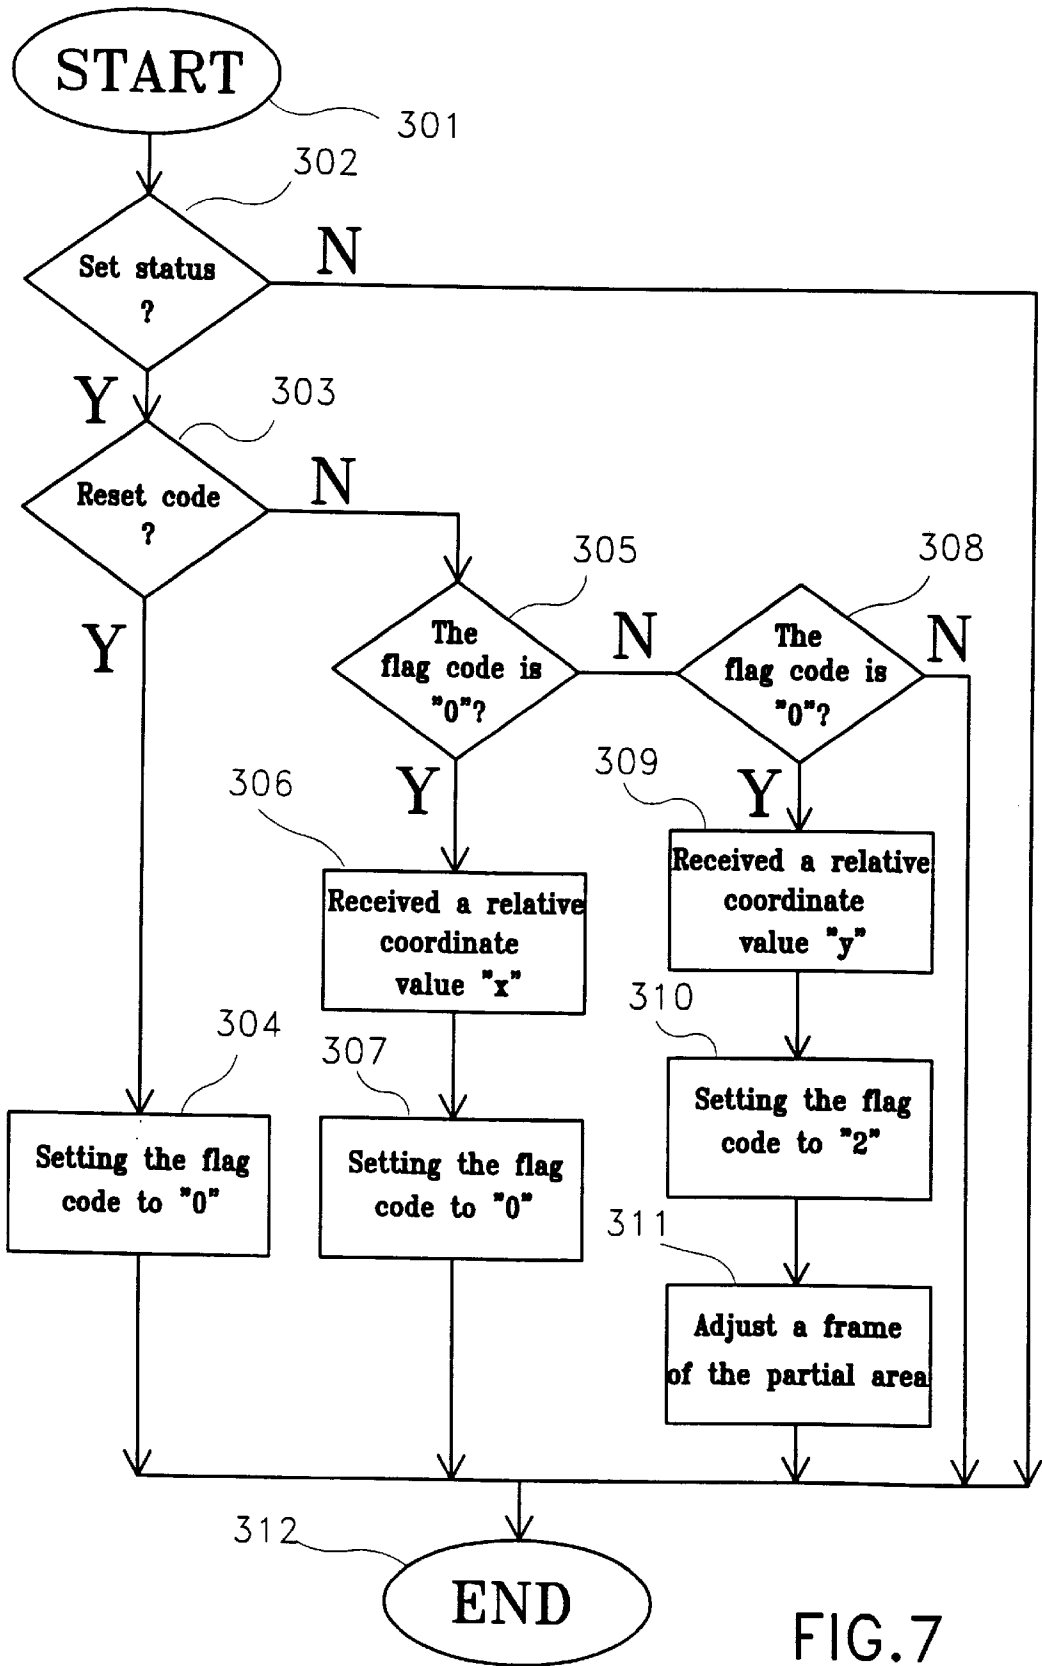 START
301
302
Set status
?
N
Y
303
Reset code
?
N
Y
305
The
flag code is
"0"?
N
308
The
flag code is
"0"?
N
Y
306
Received a relative
coordinate
value "x"
Y
309
Received a relative
coordinate
value "y"
304
Setting the flag
code to "0"
307
Setting the flag
code to "0"
310
Setting the flag
code to "2"
311
Adjust a frame
of the partial area
312
END
FIG.7